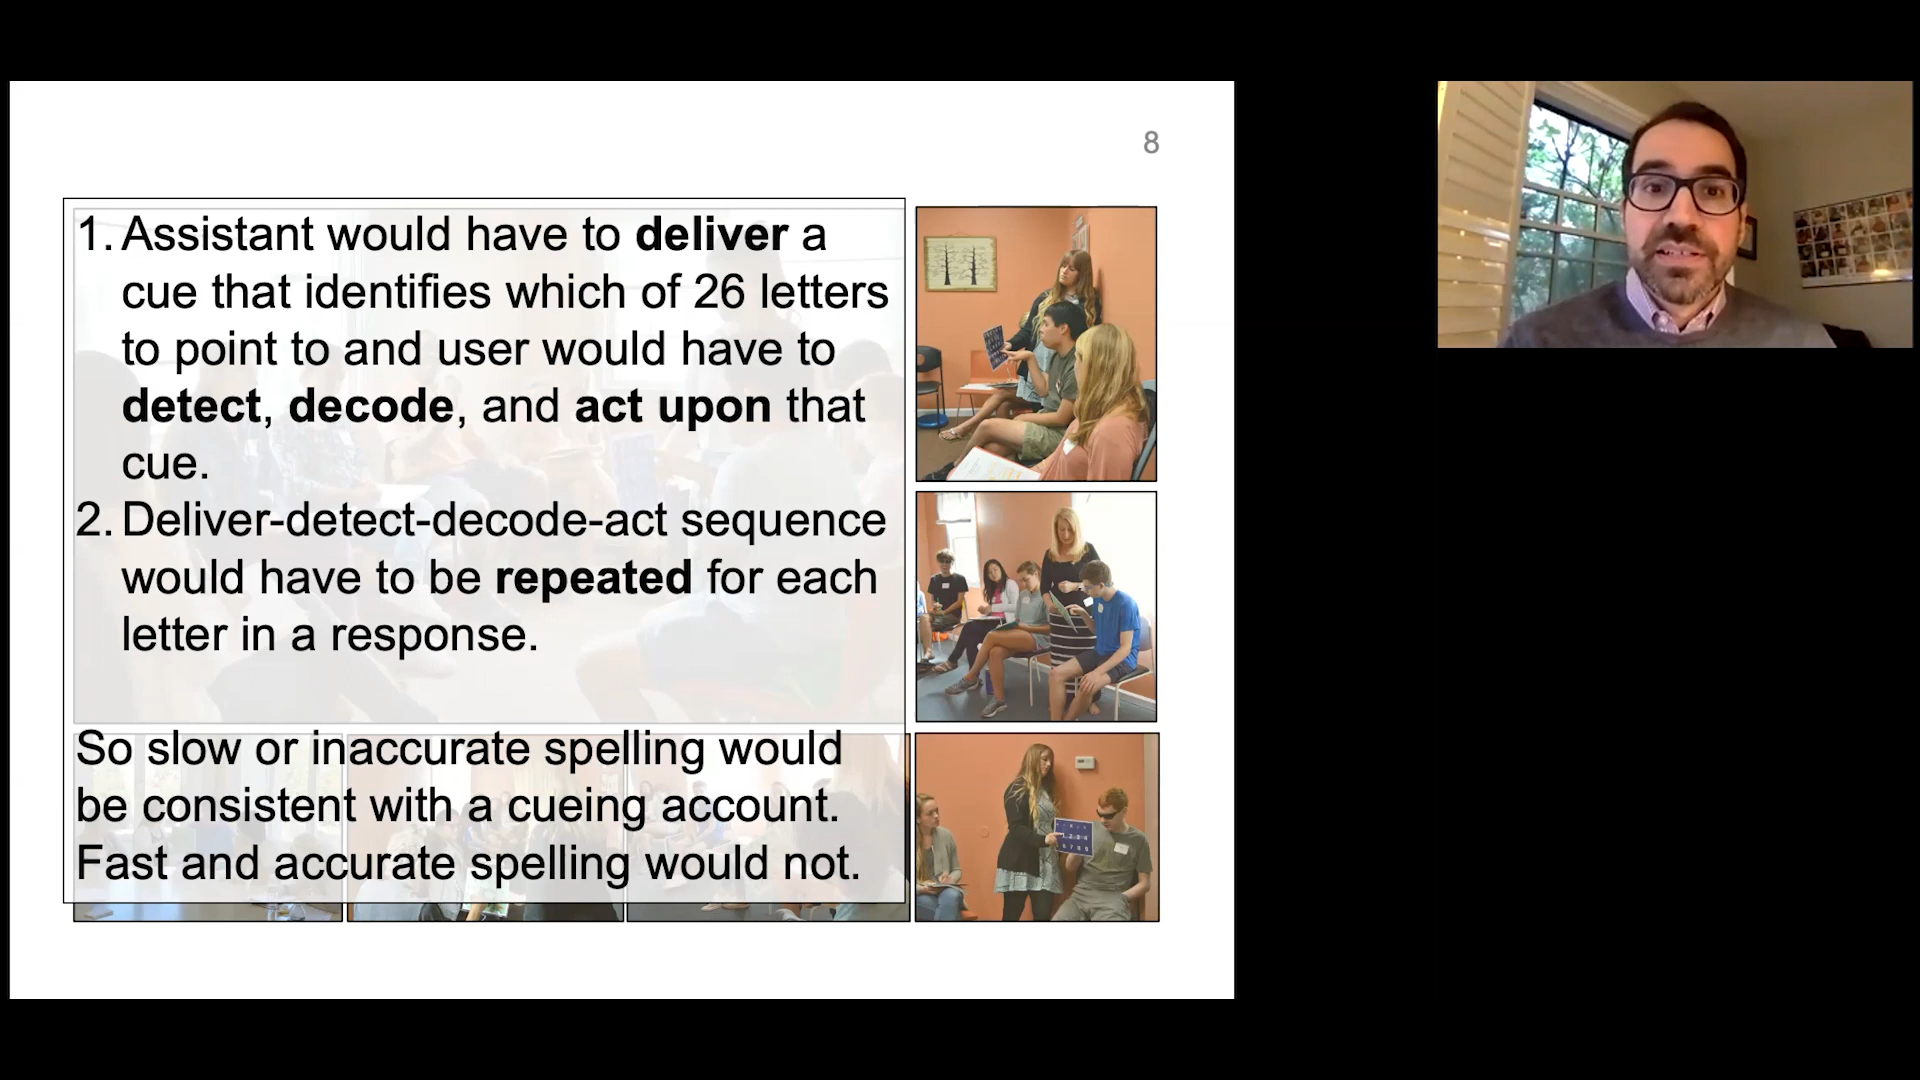 8
1. Assistant would have to deliver a
cue that identifies which of 26 letters
to point to and user would have to
detect, decode, and act upon that
cue.
2. Deliver-detect-decode-act sequence
would have to be repeated for each
letter in a response.
So slow or inaccurate spelling would
be consistent with a cueing account.
Fast and accurate spelling would not.